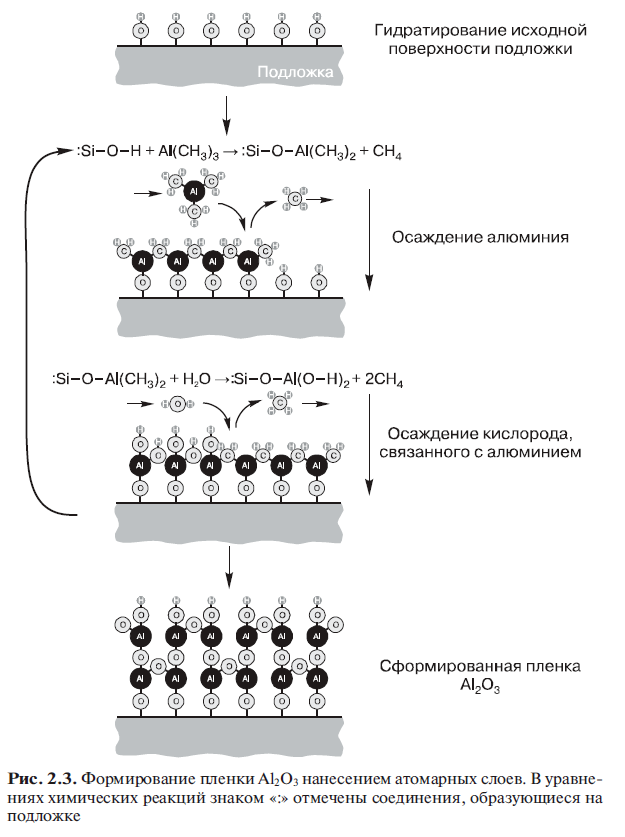 H H H H H H
O O O O O O
Гидратирование исходной
поверхности подложки
Подложка
:Si–O–H + Al(CH₃)₃ → :Si–O–Al(CH₃)₂ + CH₄
Осаждение алюминия
:Si–O–Al(CH₃)₂ + H₂O →:Si–O–Al(O–H)₂ + 2CH₄
Осаждение кислорода,
связанного с алюминием
Сформированная пленка
Al₂O₃
Рис. 2.3. Формирование пленки Al₂O₃ нанесением атомарных слоев. В уравне-
ниях химических реакций знаком «:» отмечены соединения, образующиеся на
подложке